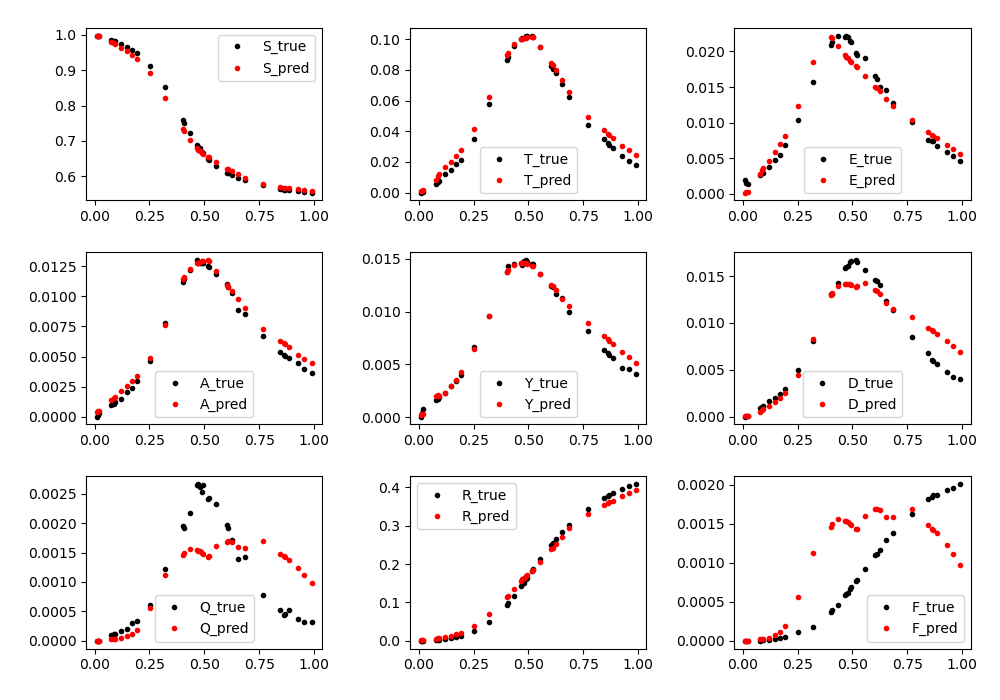 1.0
0.9
0.8
0.7
0.6
0.00 0.25 0.50 0.75 1.00
S_true
S_pred
0.10
0.08
0.06
0.04
0.02
0.00
0.00 0.25 0.50 0.75 1.00
T_true
T_pred
0.020
0.015
0.010
0.005
0.000
0.00 0.25 0.50 0.75 1.00
E_true
E_pred
0.0125
0.0100
0.0075
0.0050
0.0025
0.0000
0.00 0.25 0.50 0.75 1.00
A_true
A_pred
0.015
0.010
0.005
0.000
0.00 0.25 0.50 0.75 1.00
Y_true
Y_pred
0.015
0.010
0.005
0.000
0.00 0.25 0.50 0.75 1.00
D_true
D_pred
0.0025
0.0020
0.0015
0.0010
0.0005
0.0000
0.00 0.25 0.50 0.75 1.00
Q_true
Q_pred
0.4
0.3
0.2
0.1
0.0
0.00 0.25 0.50 0.75 1.00
R_true
R_pred
0.0020
0.0015
0.0010
0.0005
0.0000
0.00 0.25 0.50 0.75 1.00
F_true
F_pred